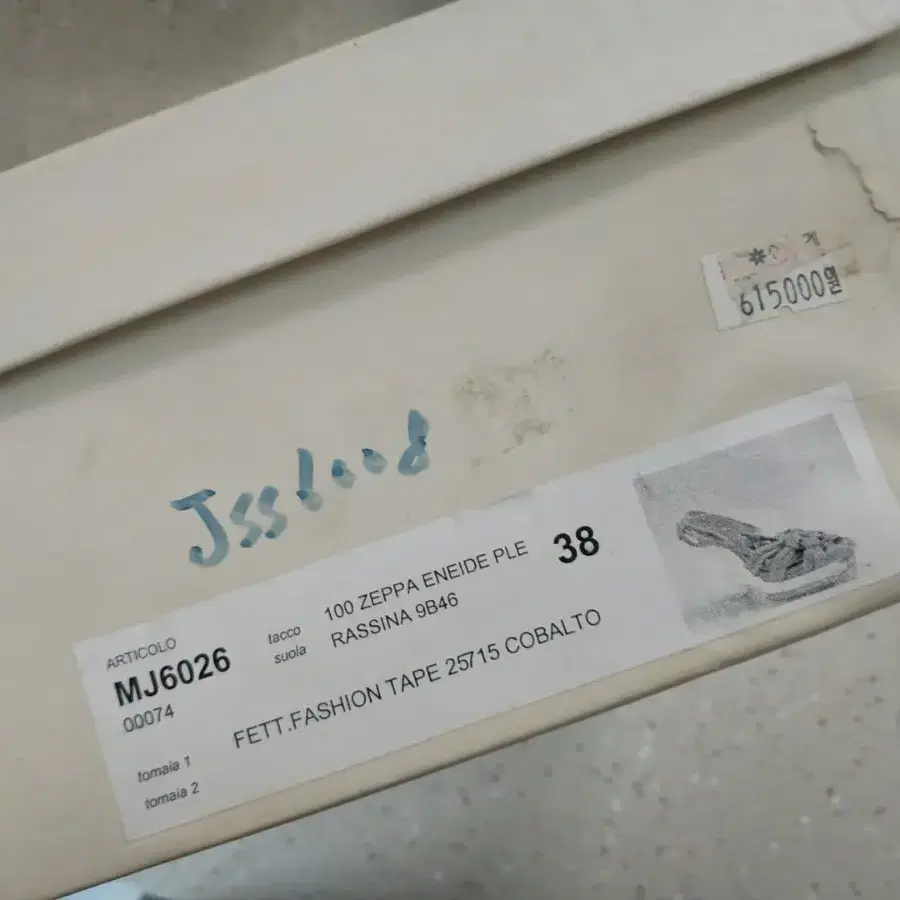 615000원
ARTICOLO
MJ6026
00074
tacco 100 ZEPPA ENEIDE PLE
suola RASSINA 9B46
38
tomaia 1 FETT.FASHION TAPE 25715 COBALTO
tomaia 2